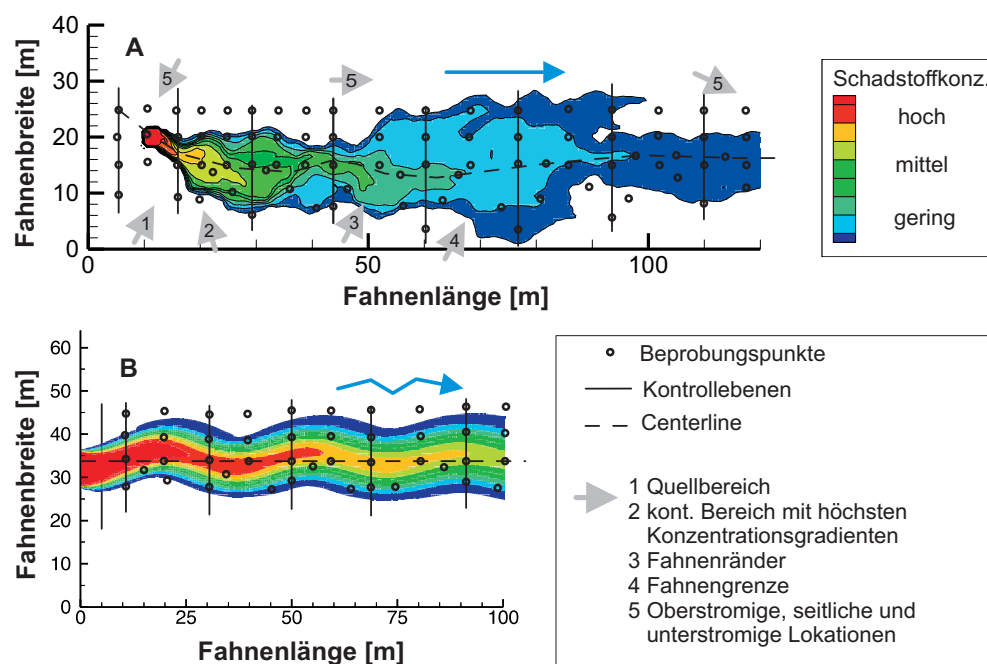 A
Fahnenbreite [m]
40
30
20
10
0
5
5
5
1
2
3
4
0
50
100
Fahnenlänge [m]
Schadstoffkonz.
hoch
mittel
gering
B
Fahnenbreite [m]
60
50
40
30
20
10
0
0
25
50
75
100
Fahnenlänge [m]
Beprobungspunkte
Kontrollebenen
Centerline
1 Quellbereich
2 kont. Bereich mit höchsten
Konzentrationsgradienten
3 Fahnenränder
4 Fahnengrenze
5 Oberstromige, seitliche und
unterstromige Lokationen